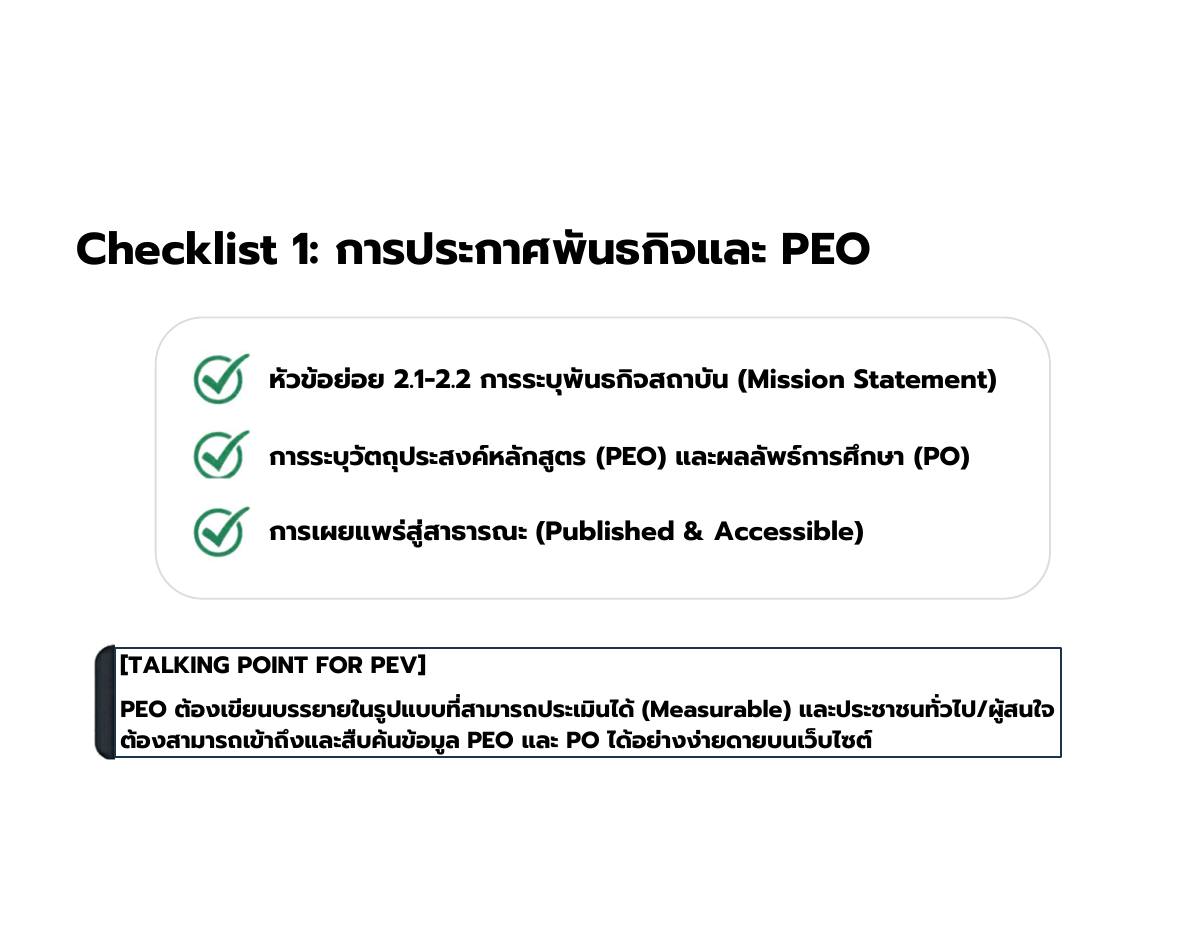 Checklist 1: การประกาศพันธกิจและ PEO
หัวข้อย่อย 2.1-2.2 การระบุพันธกิจสถาบัน (Mission Statement)
การระบุวัตถุประสงค์หลักสูตร (PEO) และผลลัพธ์การศึกษา (PO)
การเผยแพร่สู่สาธารณะ (Published & Accessible)
[TALKING POINT FOR PEV]
PEO ต้องเขียนบรรยายในรูปแบบที่สามารถประเมินได้ (Measurable) และประชาชนทั่วไป/ผู้สนใจ
ต้องสามารถเข้าถึงและสืบค้นข้อมูล PEO และ PO ได้อย่างง่ายดายบนเว็บไซต์